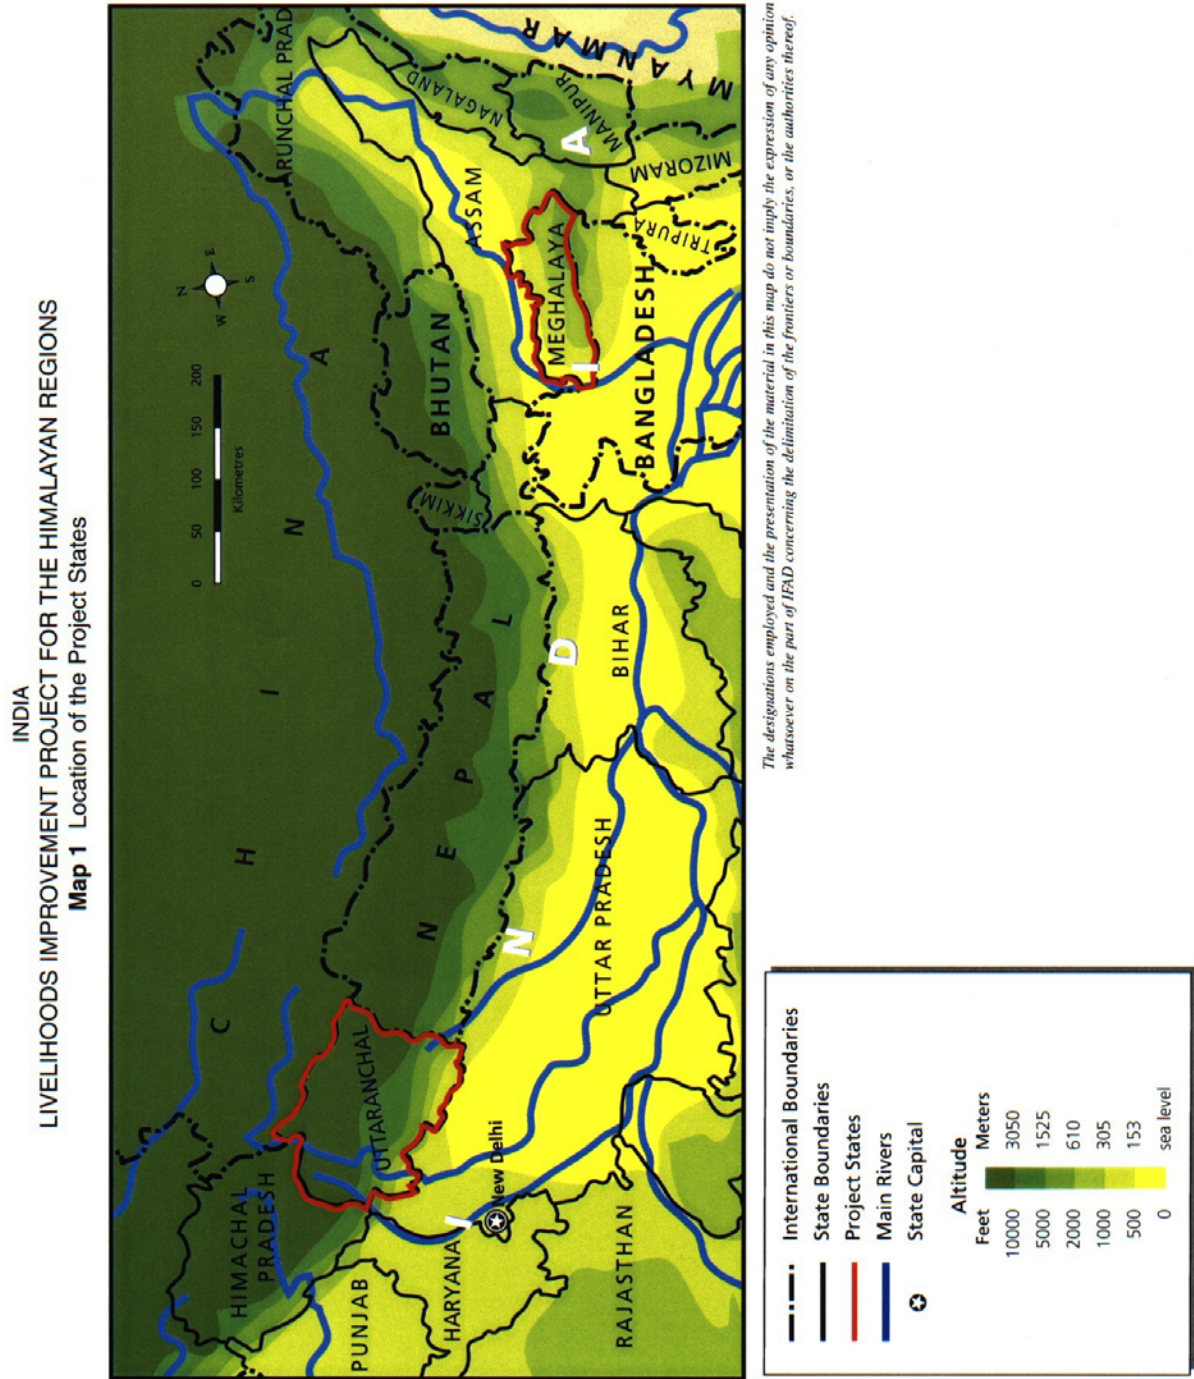 INDIA
LIVELIHOODS IMPROVEMENT PROJECT FOR THE HIMALAYAN REGIONS
Map 1 Location of the Project States
C H I N A
N
E
S
W
0 50 100 150 200
Kilometres
ARUNCHAL PRAD
HIMACHAL
PRADESH
UTTARANCHAL
N E P A L
SIKKIM
BHUTAN
ASSAM
NAGALAND
MANIPUR
MYANMAR
PUNJAB
HARYANA
New Delhi
I N D I A
RAJASTHAN
UTTAR PRADESH
BIHAR
BANGLADESH
MEGHALAYA
TRIPURA
MIZORAM
International Boundaries
State Boundaries
Project States
Main Rivers
State Capital
Altitude
Feet Meters
10000 3050
5000 1525
2000 610
1000 305
500 153
0 sea level
The designations employed and the presentation of the material in this map do not imply the expression of any opinion
whatsoever on the part of IFAD concerning the delimitation of the frontiers or boundaries, or the authorities thereof.